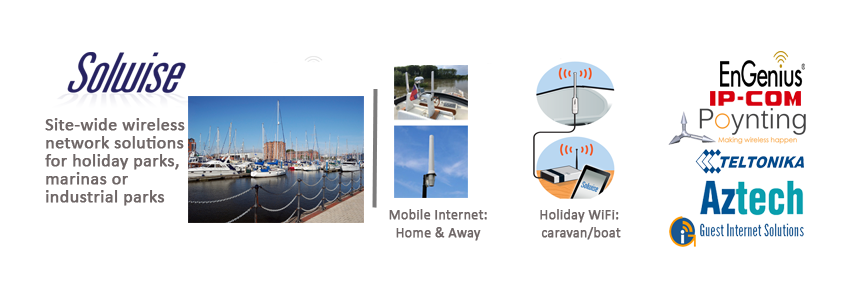 Solwise
Site-wide wireless
network solutions
for holiday parks,
marinas or
industrial parks
Mobile Internet:
Home & Away
Solwise
Holiday WiFi:
caravan/boat
EnGenius®
IP-COM
Poynting
Making wireless happen
TELTONIKA
Aztech
Guest Internet Solutions